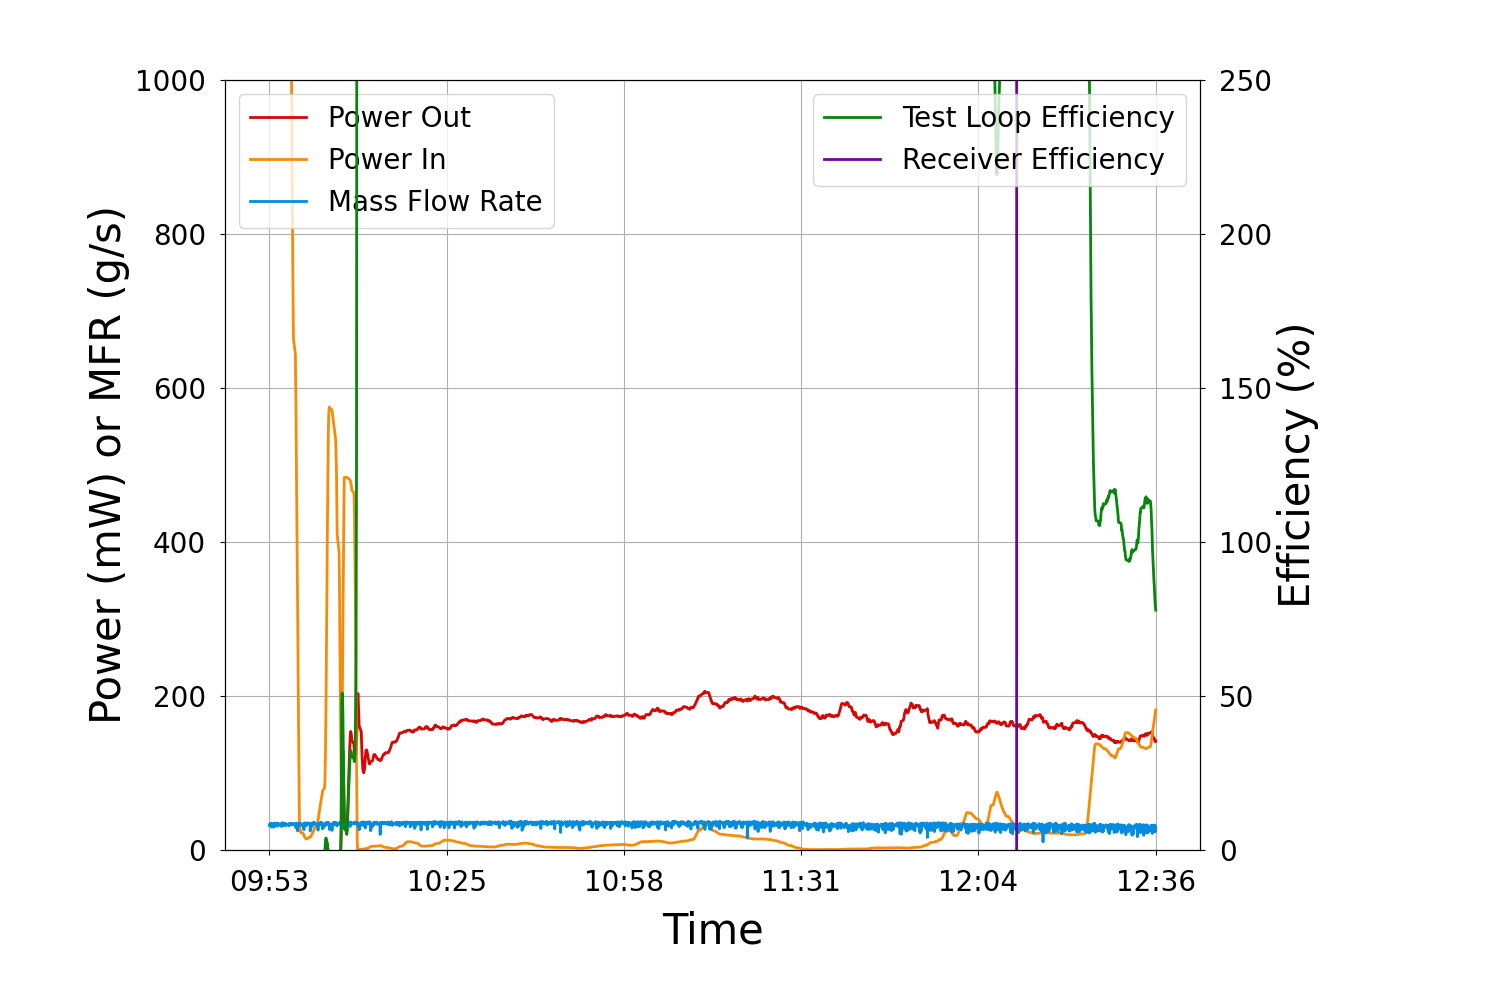 1000
800
600
400
200
0
250
200
150
100
50
0
Power (mW) or MFR (g/s)
Efficiency (%)
Power Out
Power In
Mass Flow Rate
Test Loop Efficiency
Receiver Efficiency
09:53 10:25 10:58 11:31 12:04 12:36
Time